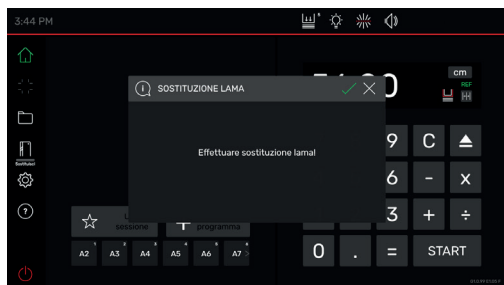 3:44 PM
SOSTITUZIONE LAMA
cm
REF
Effettuare sostituzione lama!
9 C
6 - x
3 + ÷
0 . = START
sessione
programma
A2 A3 A4 A5 A6 A7 >
Sostituisci
?